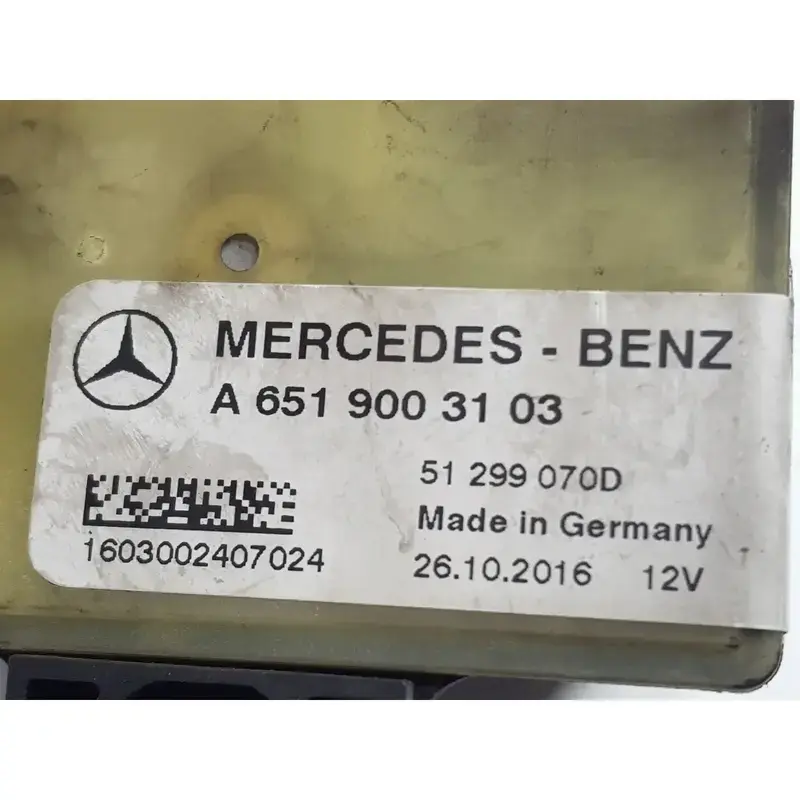 MERCEDES - BENZ
A 651 900 31 03
51 299 070D
Made in Germany
1603002407024
26.10.2016 12V